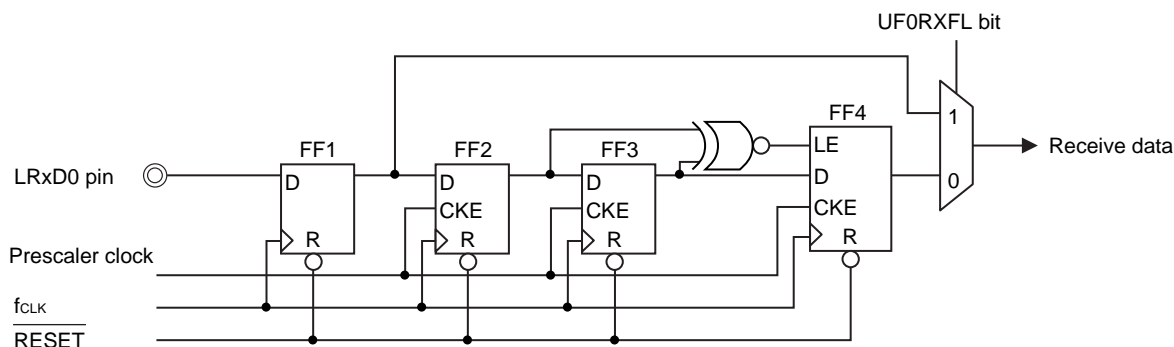 UF0RXFL bit
FF1
FF2
FF3
FF4
LRxD0 pin
D
D
CKE
D
CKE
LE
D
CKE
1
0
Receive data
R
R
R
R
Prescaler clock
fCLK
RESET